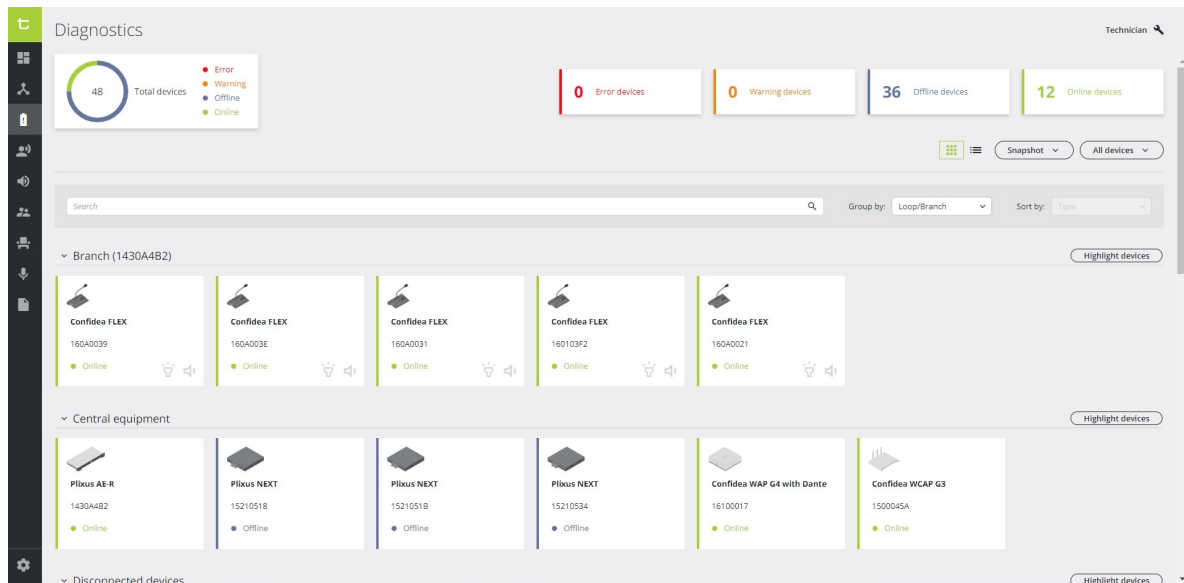 Diagnostics
Technician
48
Total devices
Error
Warning
Offline
Online
0 Error devices
0 Warning devices
36 Offline devices
12 Online devices
Snapshot
All devices
Search
Group by: Loop/Branch
Sort by: Type
Branch (1430A4B2)
Highlight devices
Confidea FLEX
160A0039
Online
Confidea FLEX
160A003E
Online
Confidea FLEX
160A0031
Online
Confidea FLEX
160103F2
Online
Confidea FLEX
160A0021
Online
Central equipment
Highlight devices
Plixus AE-R
1430A4B2
Online
Plixus NEXT
15210518
Offline
Plixus NEXT
1521051B
Offline
Plixus NEXT
15210534
Offline
Confidea WAP G4 with Dante
16100017
Online
Confidea WCAP G3
1500045A
Online
Disconnected devices
Highlight devices